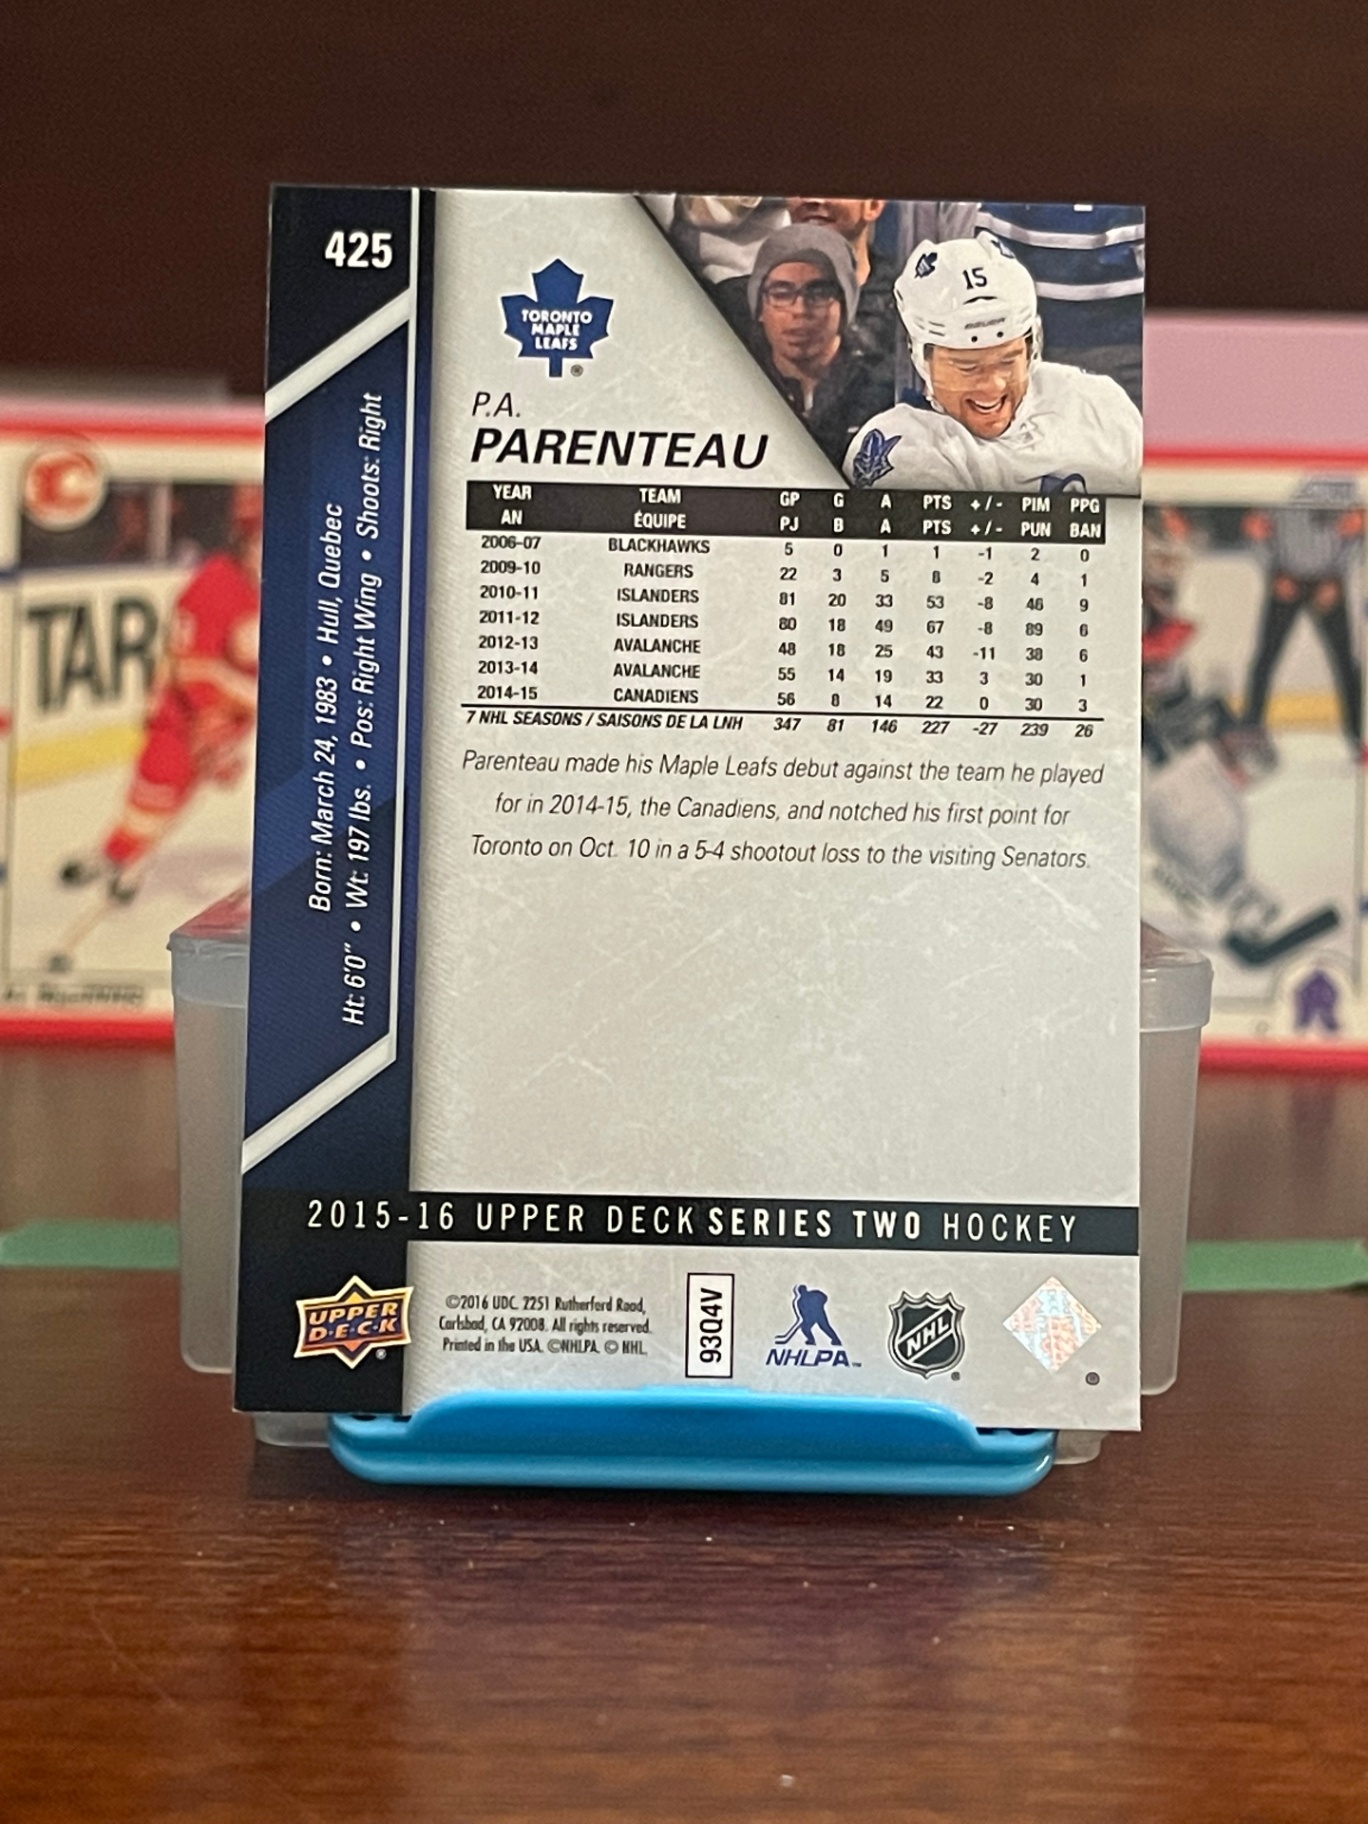 425
TORONTO
MAPLE
LEAFS
15
BAUER
P.A.
PARENTEAU
Born: March 24, 1983 • Hull, Quebec
Ht: 6'0" • Wt: 197 lbs. • Pos: Right Wing • Shoots: Right
YEAR TEAM GP G A PTS +/- PIM PPG
AN ÉQUIPE PJ B A PTS +/- PUN BAN
2006-07 BLACKHAWKS 5 0 1 1 -1 2 0
2009-10 RANGERS 22 3 5 8 -2 4 1
2010-11 ISLANDERS 81 20 33 53 -8 46 9
2011-12 ISLANDERS 80 18 49 67 -8 89 6
2012-13 AVALANCHE 48 18 25 43 -11 38 6
2013-14 AVALANCHE 55 14 19 33 3 30 1
2014-15 CANADIENS 56 8 14 22 0 30 3
7 NHL SEASONS / SAISONS DE LA LNH 347 81 146 227 -27 239 26
Parenteau made his Maple Leafs debut against the team he played
for in 2014-15, the Canadiens, and notched his first point for
Toronto on Oct. 10 in a 5-4 shootout loss to the visiting Senators.
2015-16 UPPER DECK SERIES TWO HOCKEY
UPPER
D•E•C•K
®
©2016 UDC. 2251 Rutherford Road,
Carlsbad, CA 92008. All rights reserved.
Printed in the USA. ©NHLPA. © NHL.
93Q4V
NHLPA™
NHL
®
TAR